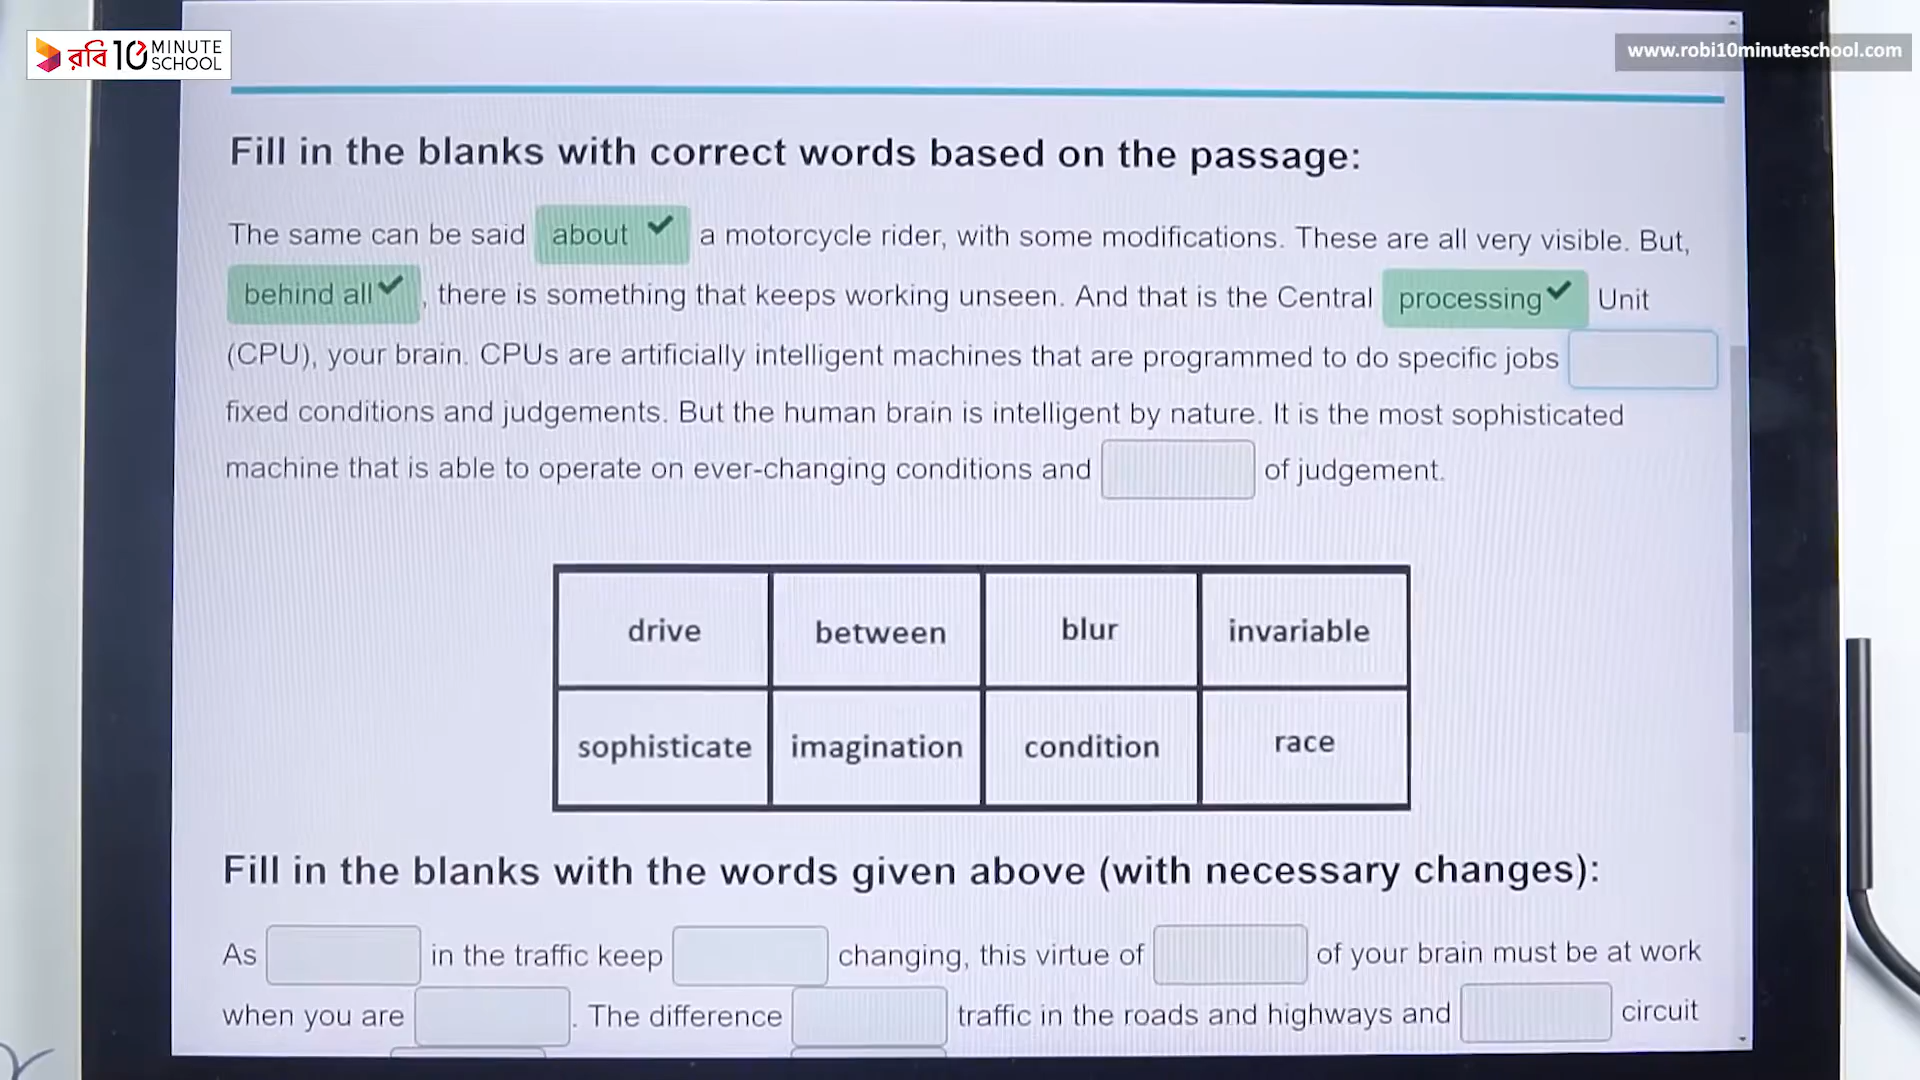 রবি 10 MINUTE SCHOOL
www.robi10minuteschool.com
Fill in the blanks with correct words based on the passage:
The same can be said about ✔ a motorcycle rider, with some modifications. These are all very visible. But,
behind all ✔ , there is something that keeps working unseen. And that is the Central processing ✔ Unit
(CPU), your brain. CPUs are artificially intelligent machines that are programmed to do specific jobs
fixed conditions and judgements. But the human brain is intelligent by nature. It is the most sophisticated
machine that is able to operate on ever-changing conditions and of judgement.
drive between blur invariable
sophisticate imagination condition race
Fill in the blanks with the words given above (with necessary changes):
As in the traffic keep changing, this virtue of of your brain must be at work
when you are . The difference traffic in the roads and highways and circuit